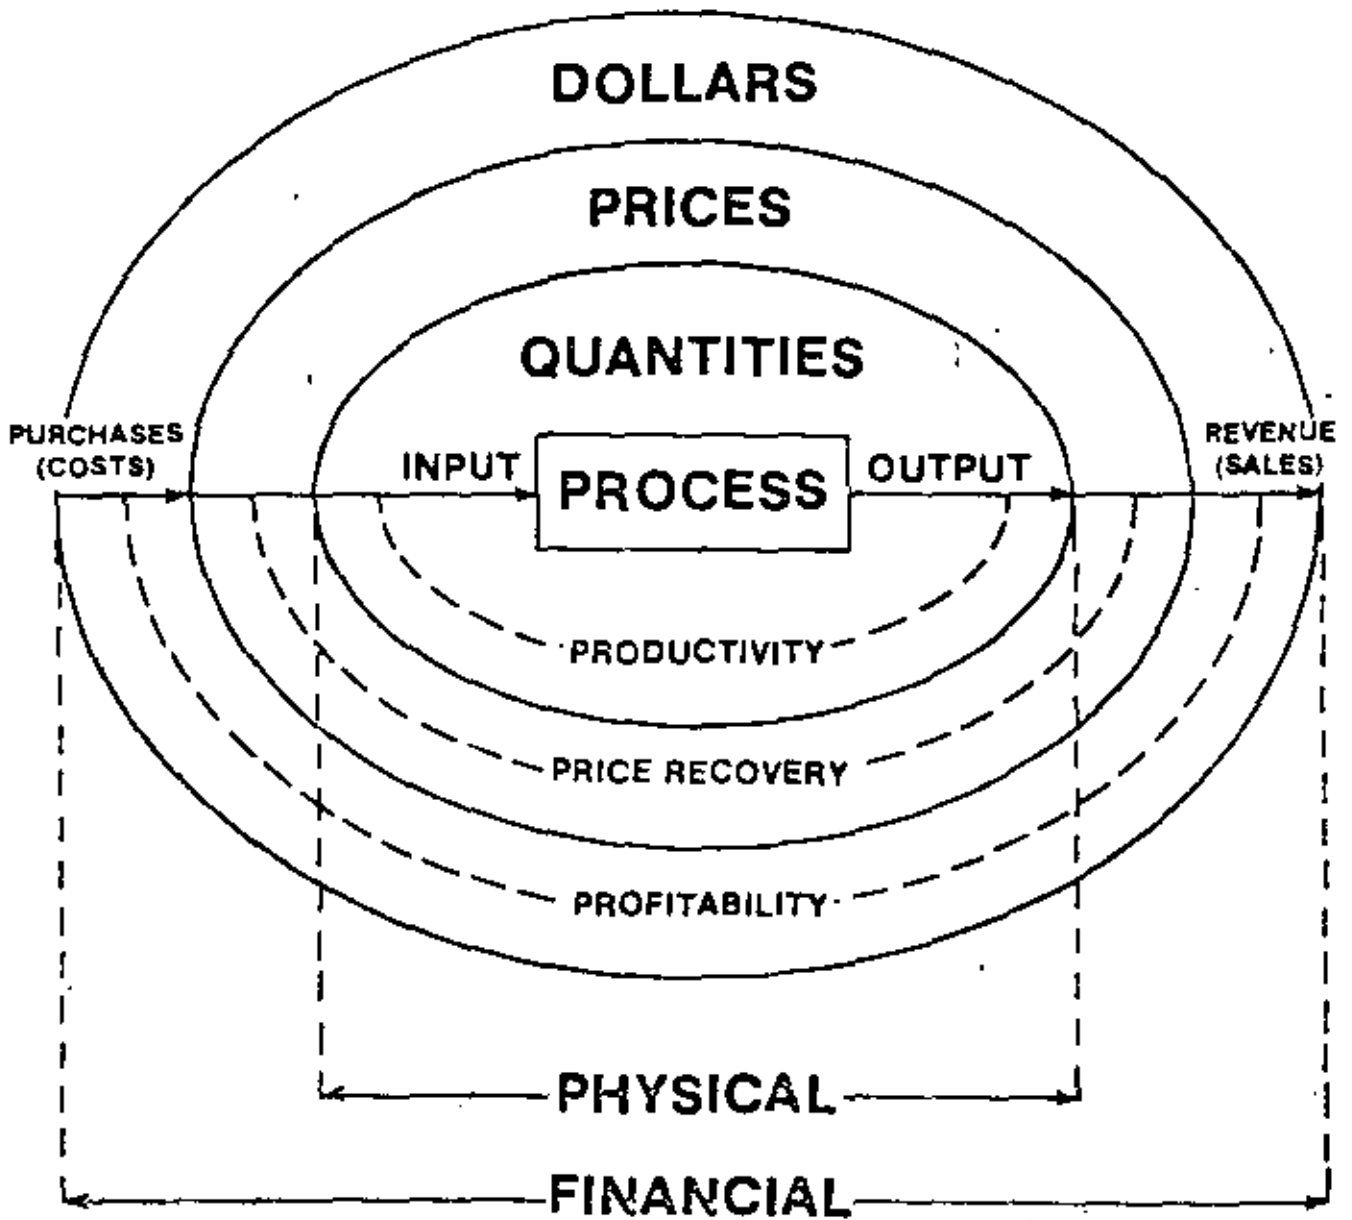 DOLLARS
PRICES
QUANTITIES
PURCHASES
(COSTS)
INPUT
PROCESS
OUTPUT
REVENUE
(SALES)
PRODUCTIVITY
PRICE RECOVERY
PROFITABILITY
PHYSICAL
FINANCIAL